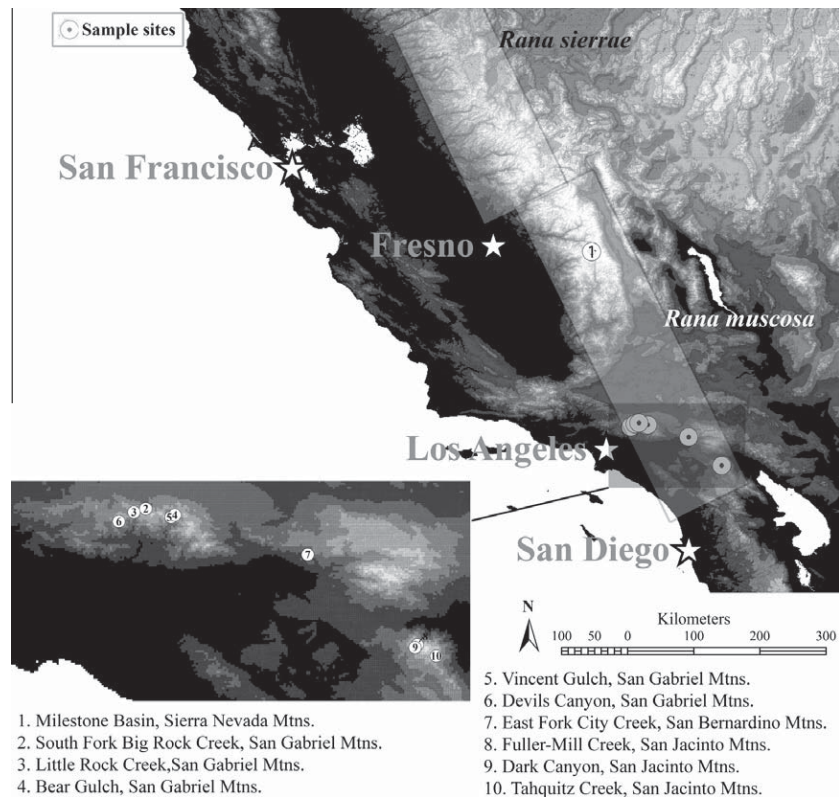 Sample sites
Rana sierrae
San Francisco
Fresno
1
Rana muscosa
Los Angeles
San Diego
N
Kilometers
100 50 0 100 200 300
6 3 2 5 4
7
8
9
10
1. Milestone Basin, Sierra Nevada Mtns.
2. South Fork Big Rock Creek, San Gabriel Mtns.
3. Little Rock Creek,San Gabriel Mtns.
4. Bear Gulch, San Gabriel Mtns.
5. Vincent Gulch, San Gabriel Mtns.
6. Devils Canyon, San Gabriel Mtns.
7. East Fork City Creek, San Bernardino Mtns.
8. Fuller-Mill Creek, San Jacinto Mtns.
9. Dark Canyon, San Jacinto Mtns.
10. Tahquitz Creek, San Jacinto Mtns.